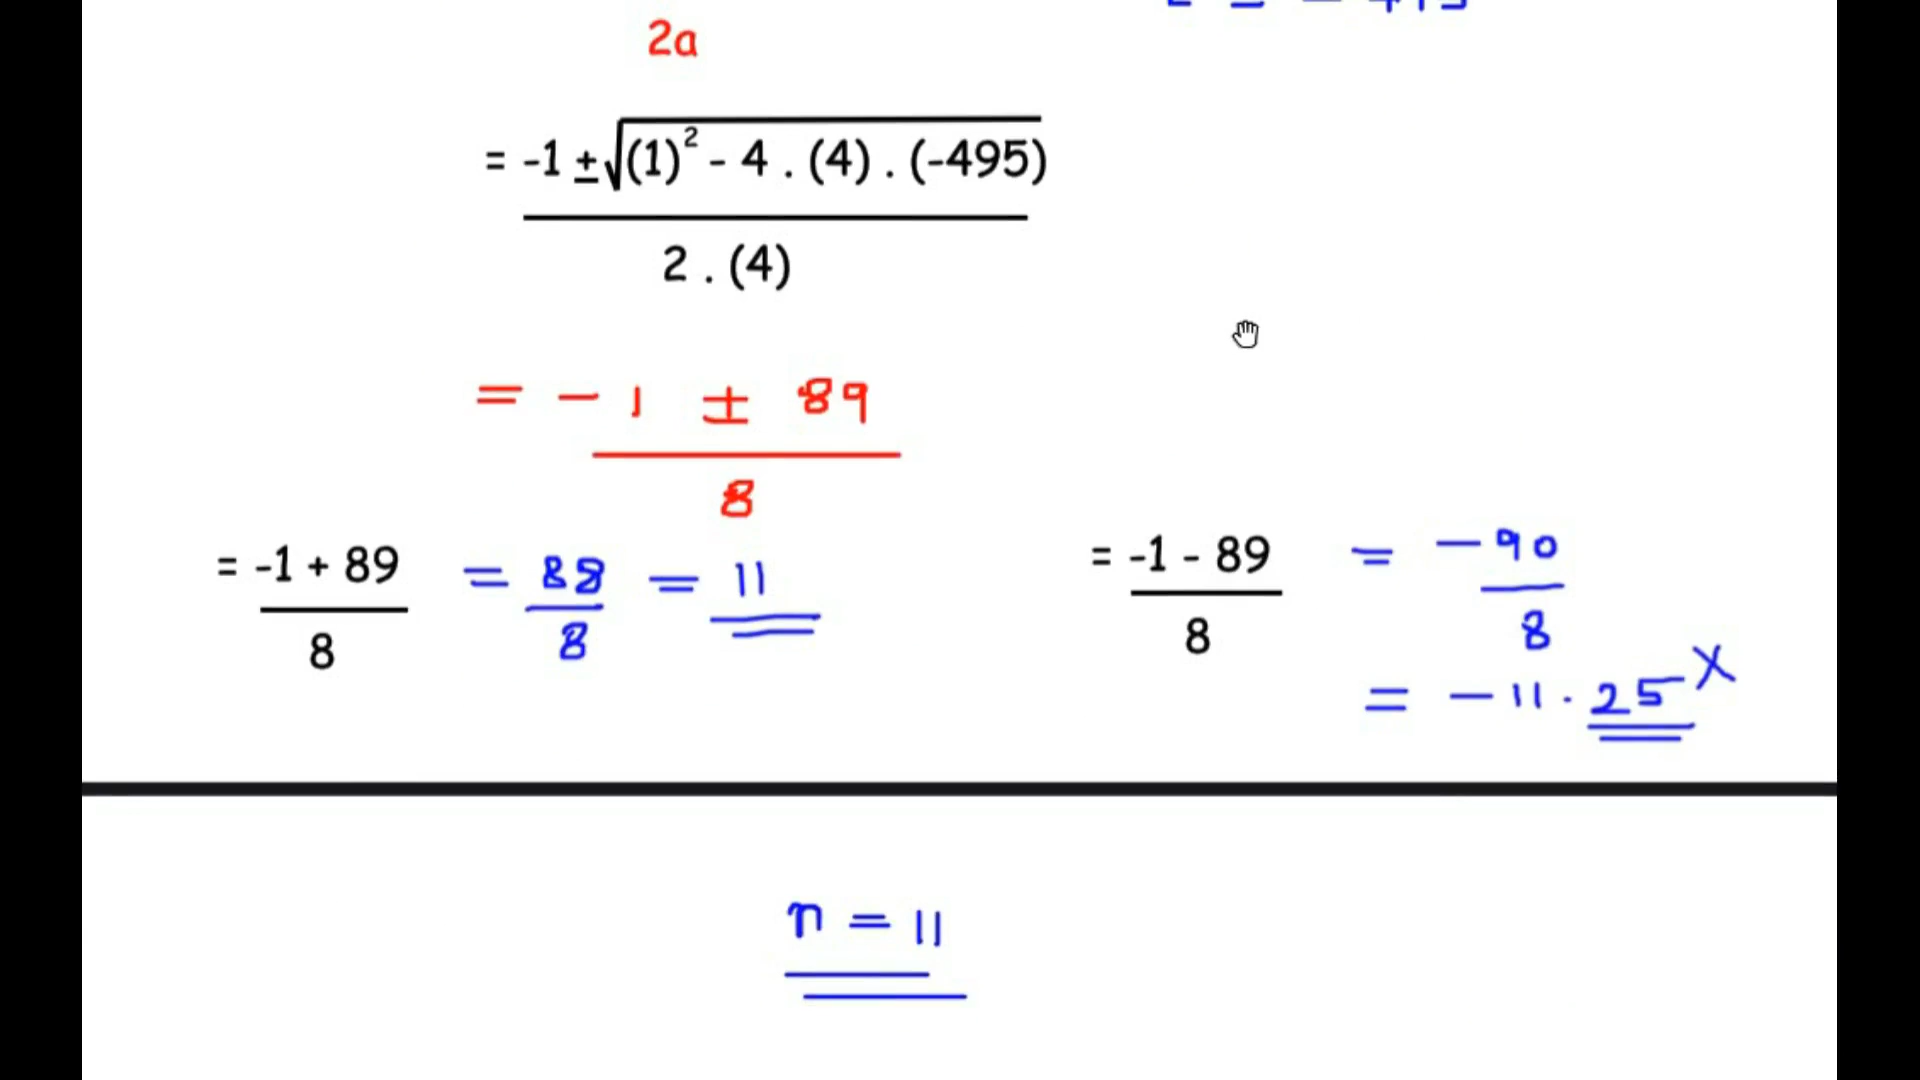 2a
= -1 ± √(1)² - 4 . (4) . (-495)
2 . (4)
= - 1 ± 89
8
= -1 + 89 = 88 = 11
8 8
= -1 - 89 = - 90
8 8
= - 11 . 25 X
n = 11